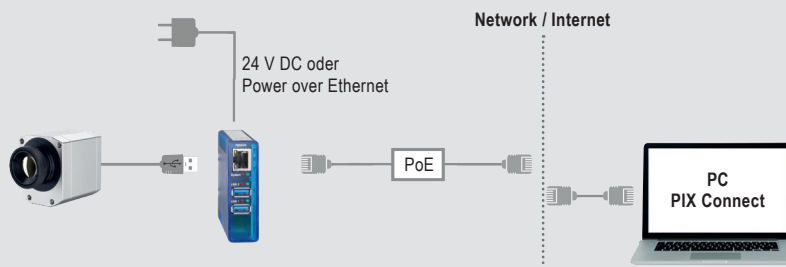 Network / Internet
24 V DC oder
Power over Ethernet
PoE
PC
PIX Connect